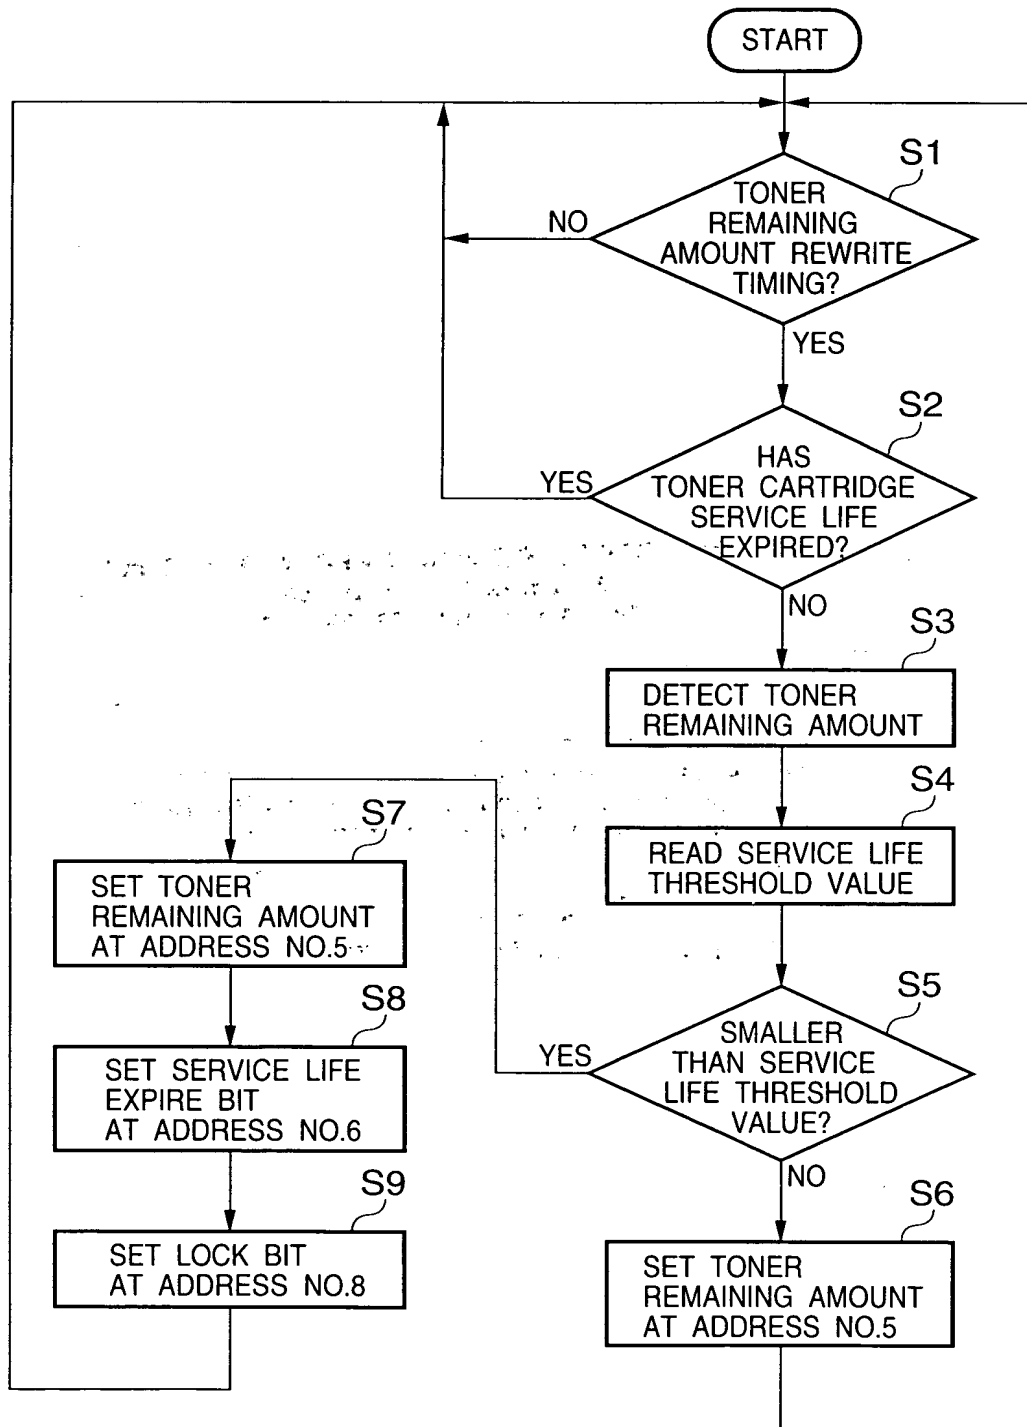 START
S1
TONER
REMAINING
AMOUNT REWRITE
TIMING?
NO
YES
S2
HAS
TONER CARTRIDGE
SERVICE LIFE
EXPIRED?
YES
NO
S3
DETECT TONER
REMAINING AMOUNT
S4
READ SERVICE LIFE
THRESHOLD VALUE
S5
SMALLER
THAN SERVICE
LIFE THRESHOLD
VALUE?
YES
NO
S6
SET TONER
REMAINING AMOUNT
AT ADDRESS NO.5
S7
SET TONER
REMAINING AMOUNT
AT ADDRESS NO.5
S8
SET SERVICE LIFE
EXPIRE BIT
AT ADDRESS NO.6
S9
SET LOCK BIT
AT ADDRESS NO.8